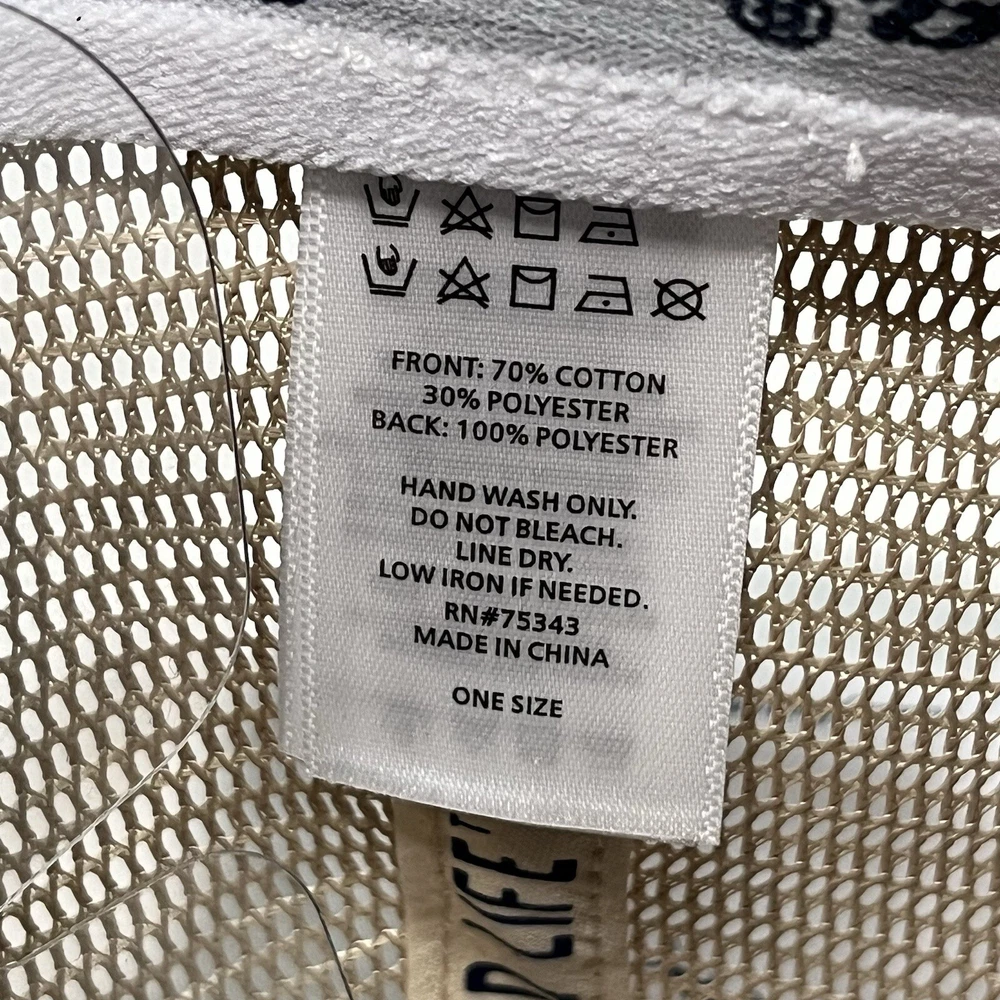 FRONT: 70% COTTON
30% POLYESTER
BACK: 100% POLYESTER
HAND WASH ONLY.
DO NOT BLEACH.
LINE DRY.
LOW IRON IF NEEDED.
RN#75343
MADE IN CHINA
ONE SIZE